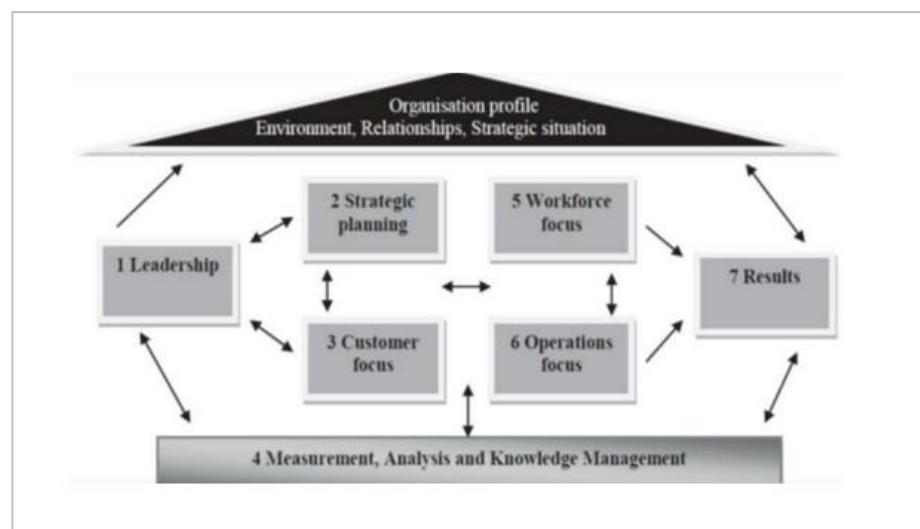 Organisation profile
Environment, Relationships, Strategic situation
2 Strategic
planning
5 Workforce
focus
1 Leadership
7 Results
3 Customer
focus
6 Operations
focus
4 Measurement, Analysis and Knowledge Management